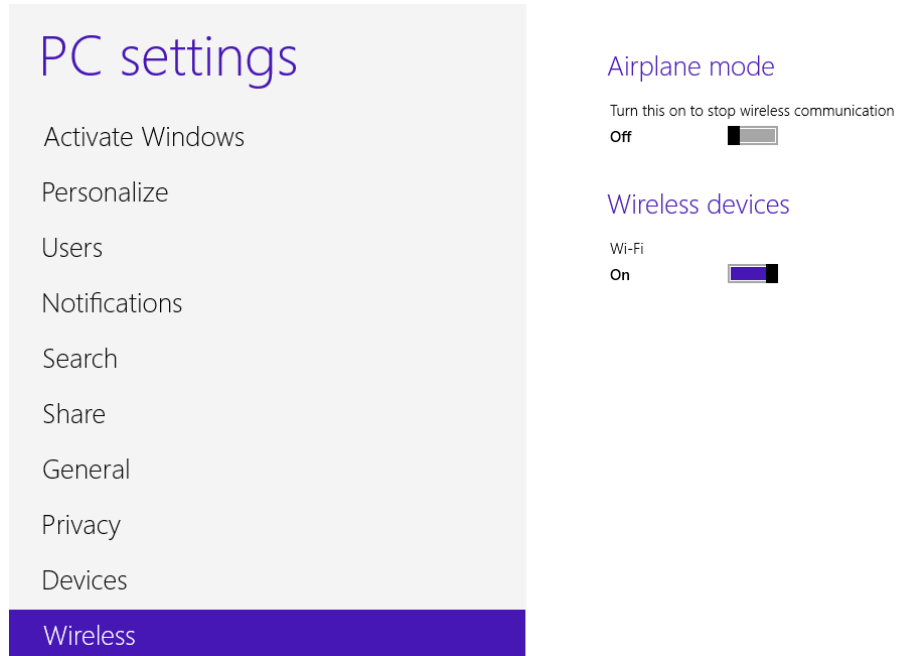 PC settings
Activate Windows
Personalize
Users
Notifications
Search
Share
General
Privacy
Devices
Wireless
Airplane mode
Turn this on to stop wireless communication
Off
Wireless devices
Wi-Fi
On